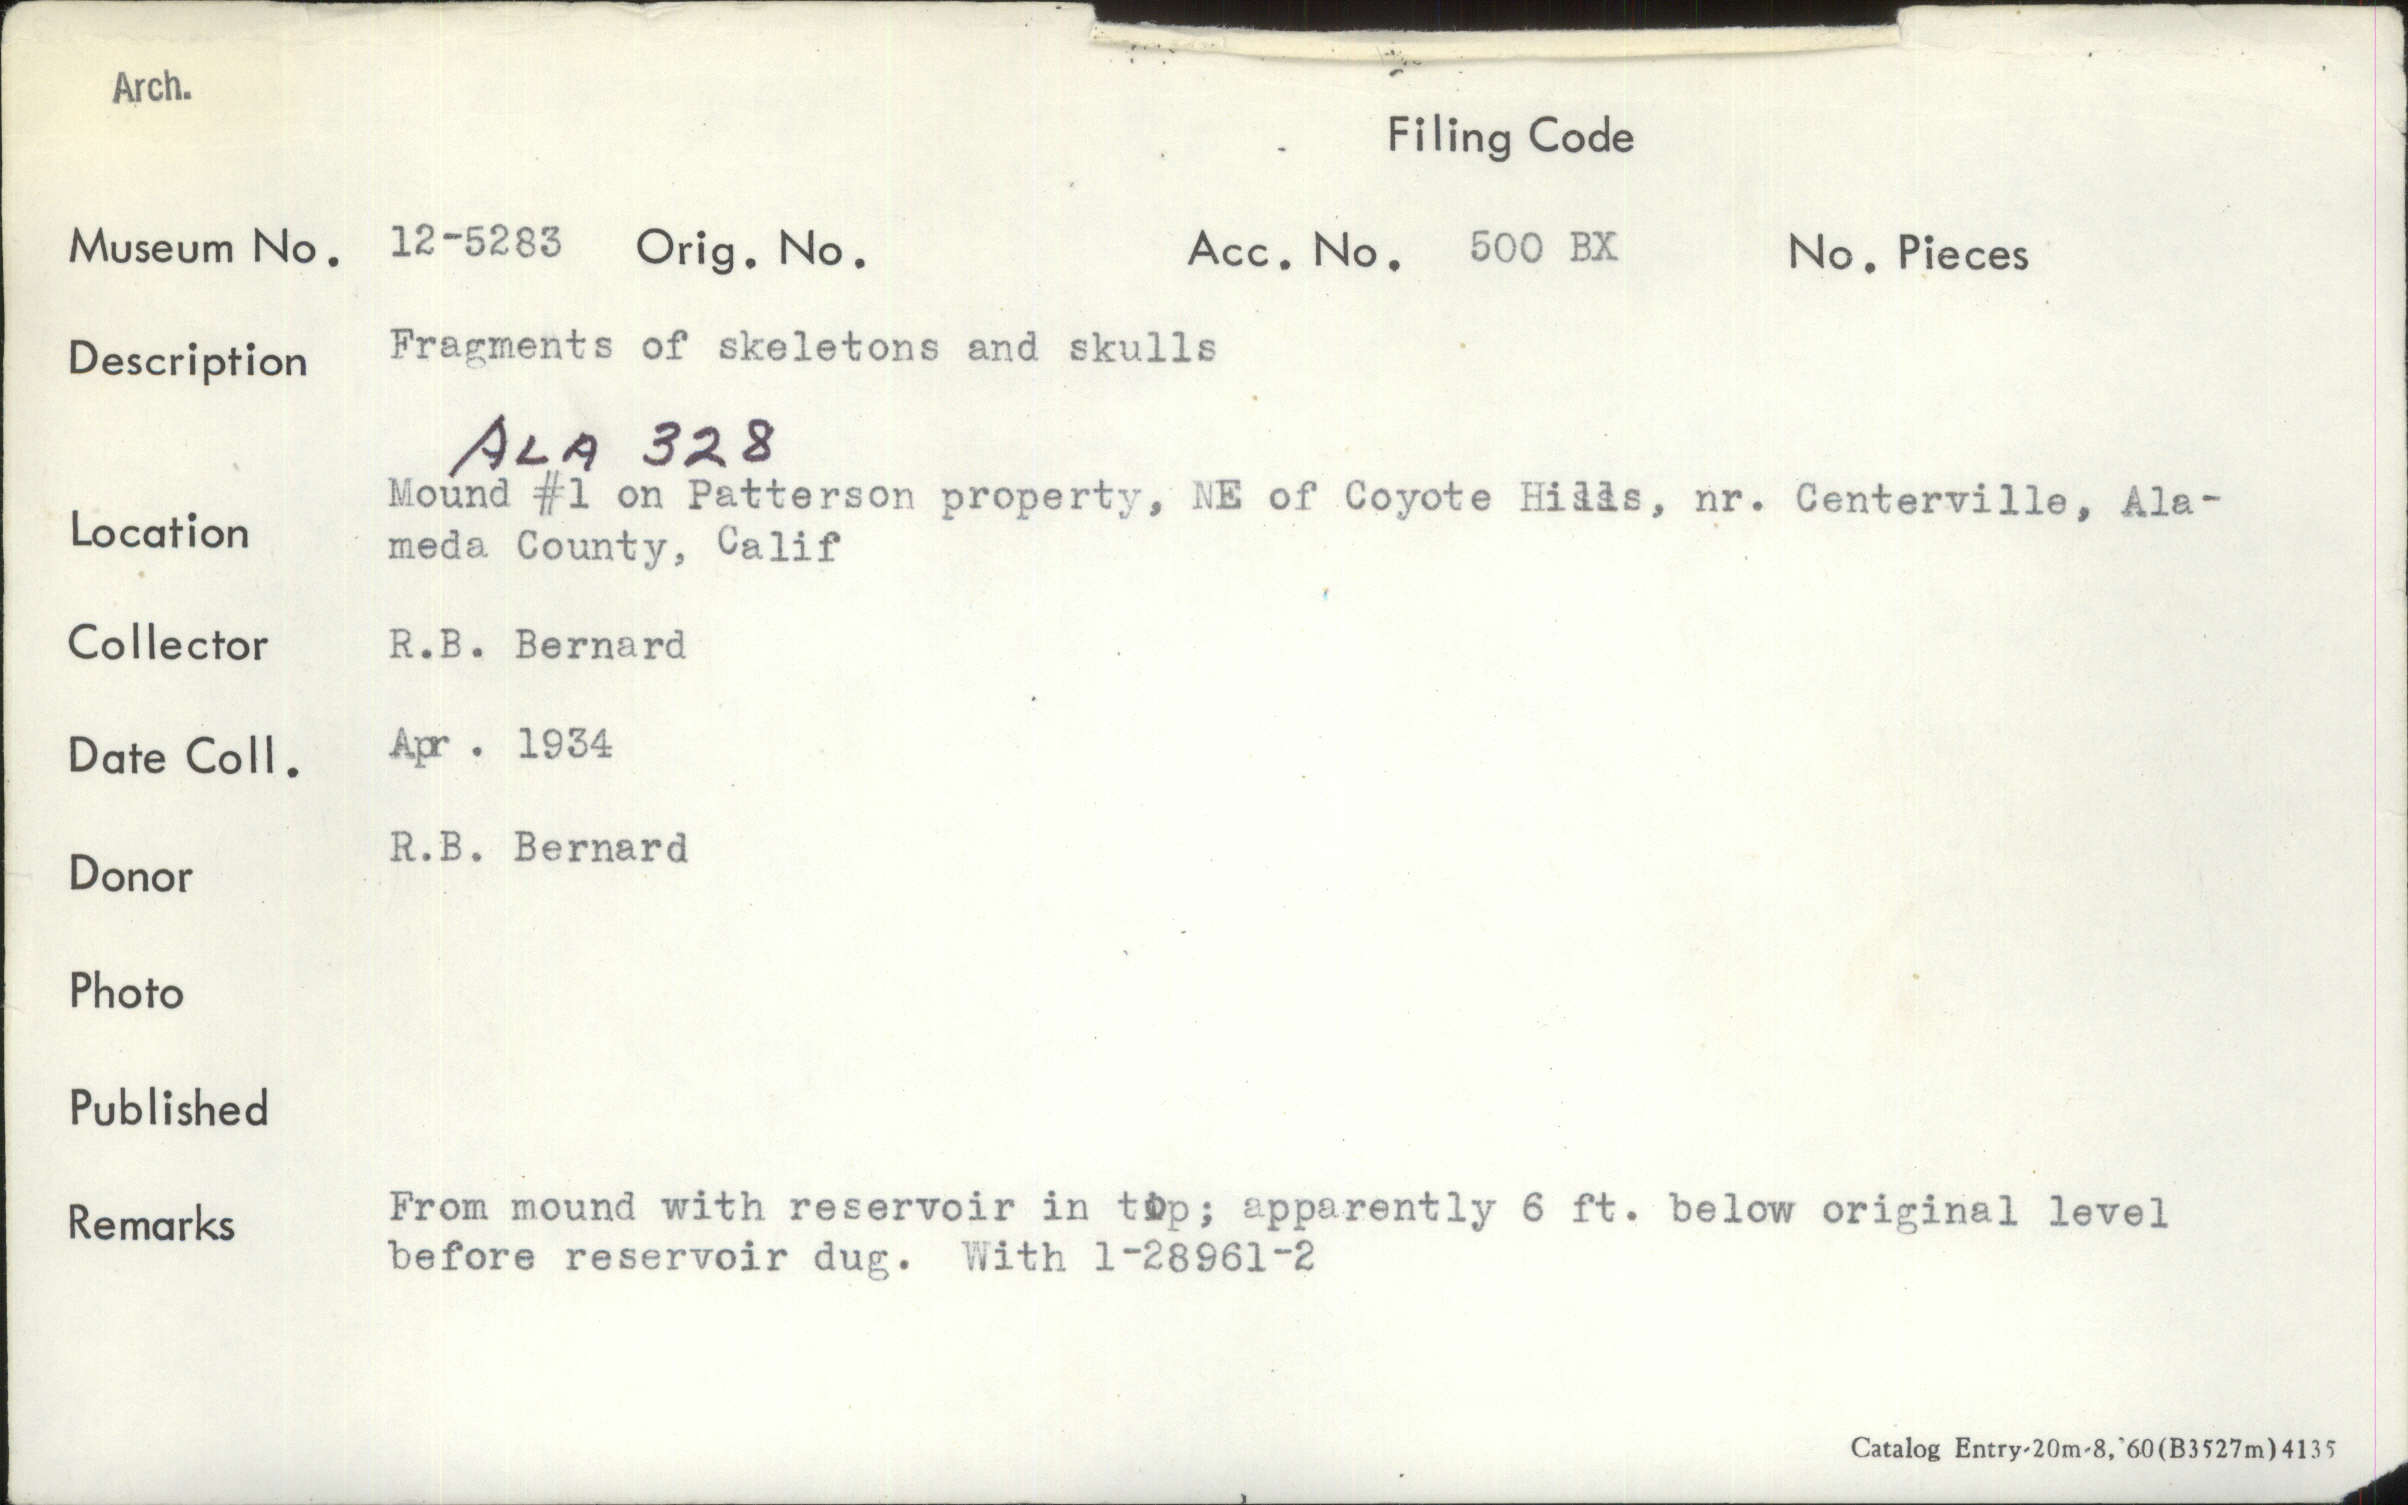 Arch.
Filing Code
Museum No. 12-5283 Orig. No. Acc. No. 500 BX No. Pieces
Description Fragments of skeletons and skulls
ALA 328
Location Mound #1 on Patterson property, NE of Coyote Hills, nr. Centerville, Ala-
meda County, Calif
Collector R.B. Bernard
Date Coll. Apr . 1934
Donor R.B. Bernard
Photo
Published
Remarks From mound with reservoir in top; apparently 6 ft. below original level
before reservoir dug. With 1-28961-2
Catalog Entry-20m-8,'60(B3527m)4135